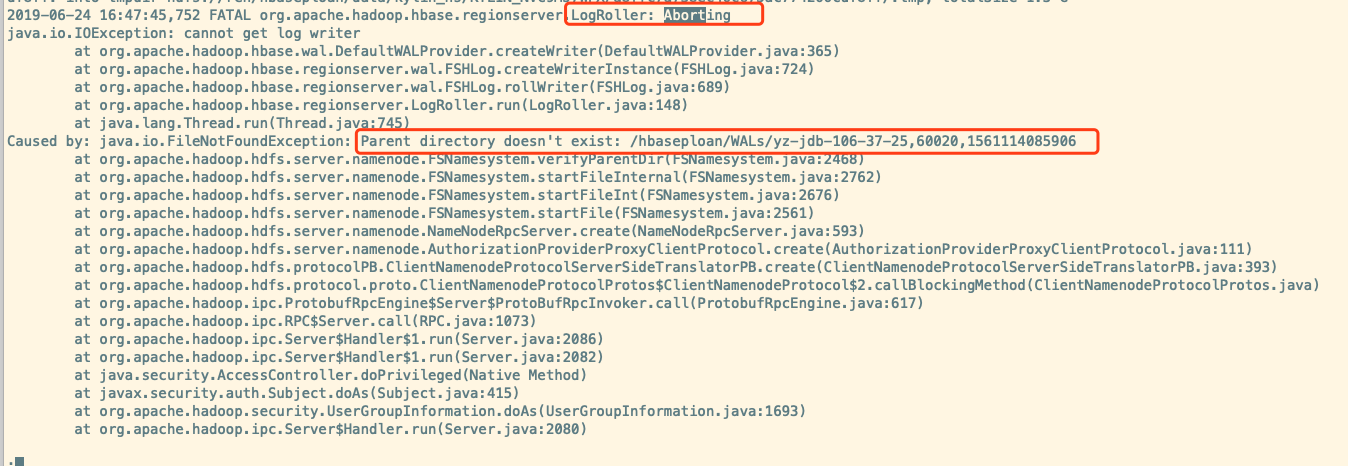 2019-06-24 16:47:45,752 FATAL org.apache.hadoop.hbase.regionserver.LogRoller: Aborting
java.io.IOException: cannot get log writer
at org.apache.hadoop.hbase.wal.DefaultWALProvider.createWriter(DefaultWALProvider.java:365)
at org.apache.hadoop.hbase.regionserver.wal.FSHLog.createWriterInstance(FSHLog.java:724)
at org.apache.hadoop.hbase.regionserver.wal.FSHLog.rollWriter(FSHLog.java:689)
at org.apache.hadoop.hbase.regionserver.LogRoller.run(LogRoller.java:148)
at java.lang.Thread.run(Thread.java:745)
Caused by: java.io.FileNotFoundException: Parent directory doesn't exist: /hbaseploan/WALs/yz-jdb-106-37-25,60020,1561114085906
at org.apache.hadoop.hdfs.server.namenode.FSNamesystem.verifyParentDir(FSNamesystem.java:2468)
at org.apache.hadoop.hdfs.server.namenode.FSNamesystem.startFileInternal(FSNamesystem.java:2762)
at org.apache.hadoop.hdfs.server.namenode.FSNamesystem.startFileInt(FSNamesystem.java:2676)
at org.apache.hadoop.hdfs.server.namenode.FSNamesystem.startFile(FSNamesystem.java:2561)
at org.apache.hadoop.hdfs.server.namenode.NameNodeRpcServer.create(NameNodeRpcServer.java:593)
at org.apache.hadoop.hdfs.server.namenode.AuthorizationProviderProxyClientProtocol.create(AuthorizationProviderProxyClientProtocol.java:111)
at org.apache.hadoop.hdfs.protocolPB.ClientNamenodeProtocolServerSideTranslatorPB.create(ClientNamenodeProtocolServerSideTranslatorPB.java:393)
at org.apache.hadoop.hdfs.protocol.proto.ClientNamenodeProtocolProtos$ClientNamenodeProtocol$2.callBlockingMethod(ClientNamenodeProtocolProtos.java)
at org.apache.hadoop.ipc.ProtobufRpcEngine$Server$ProtoBufRpcInvoker.call(ProtobufRpcEngine.java:617)
at org.apache.hadoop.ipc.RPC$Server.call(RPC.java:1073)
at org.apache.hadoop.ipc.Server$Handler$1.run(Server.java:2086)
at org.apache.hadoop.ipc.Server$Handler$1.run(Server.java:2082)
at java.security.AccessController.doPrivileged(Native Method)
at javax.security.auth.Subject.doAs(Subject.java:415)
at org.apache.hadoop.security.UserGroupInformation.doAs(UserGroupInformation.java:1693)
at org.apache.hadoop.ipc.Server$Handler.run(Server.java:2080)
: